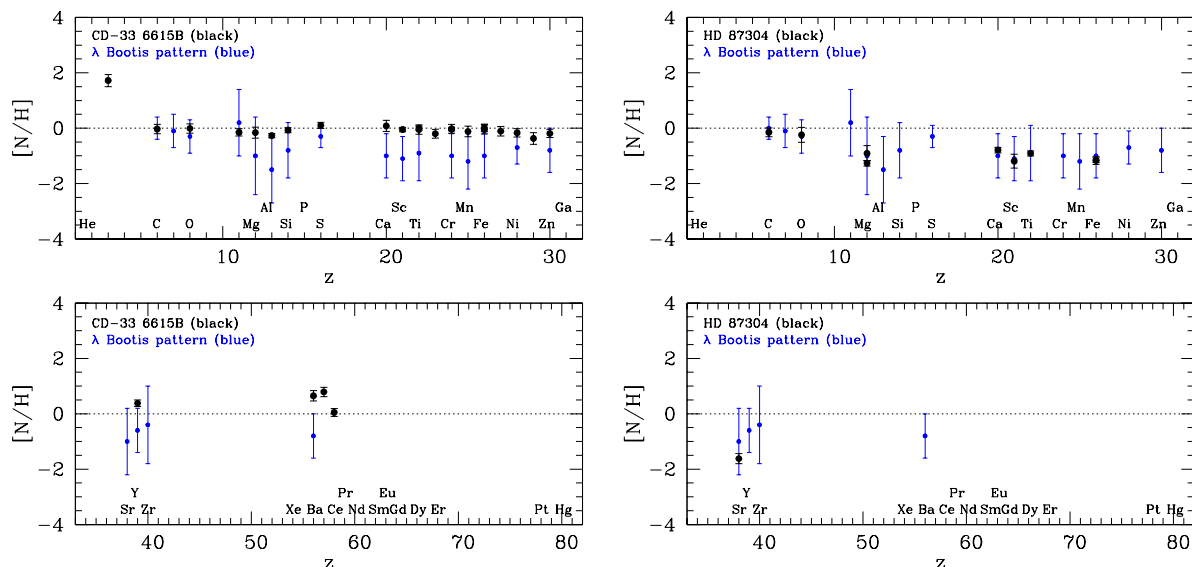 CD-33 6615B (black)
λ Bootis pattern (blue)
[N/H]
4
2
0
−2
−4
Al P Sc Mn Ga
He C O Mg Si S Ca Ti Cr Fe Ni Zn
10 20 30
Z
HD 87304 (black)
λ Bootis pattern (blue)
[N/H]
4
2
0
−2
−4
Al P Sc Mn Ga
He C O Mg Si S Ca Ti Cr Fe Ni Zn
10 20 30
Z
CD-33 6615B (black)
λ Bootis pattern (blue)
[N/H]
4
2
0
−2
−4
Y Pr Eu
Sr Zr Xe Ba Ce Nd Sm Gd Dy Er Pt Hg
40 50 60 70 80
Z
HD 87304 (black)
λ Bootis pattern (blue)
[N/H]
4
2
0
−2
−4
Y Pr Eu
Sr Zr Xe Ba Ce Nd Sm Gd Dy Er Pt Hg
40 50 60 70 80
Z